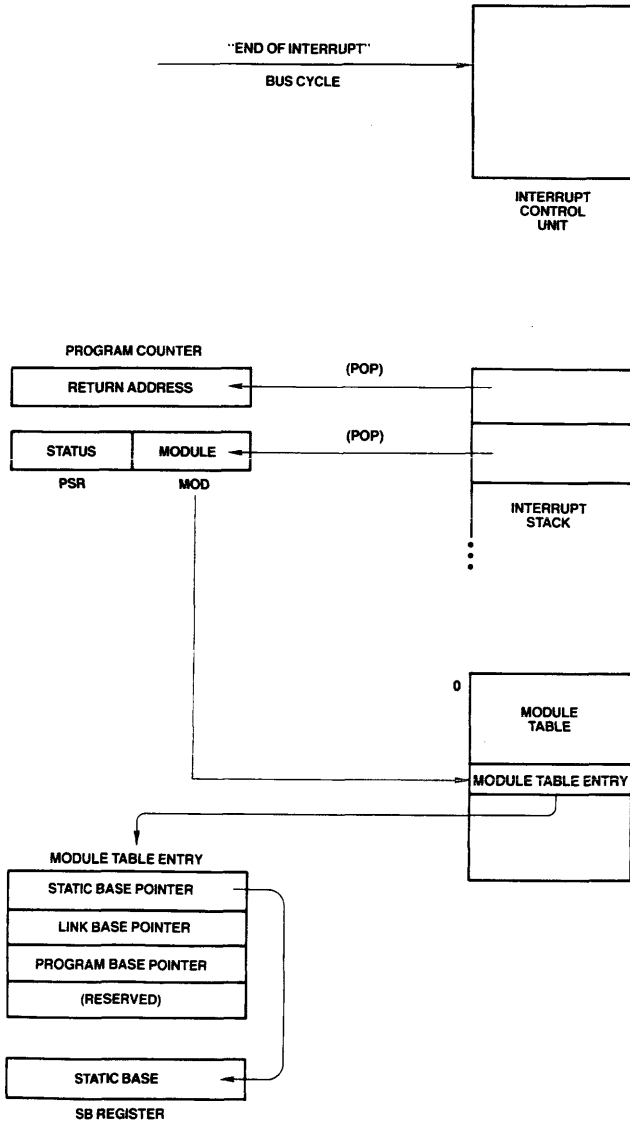 "END OF INTERRUPT"
BUS CYCLE
INTERRUPT
CONTROL
UNIT
PROGRAM COUNTER
RETURN ADDRESS
(POP)
STATUS
MODULE
(POP)
PSR
MOD
INTERRUPT
STACK
0
MODULE
TABLE
MODULE TABLE ENTRY
MODULE TABLE ENTRY
STATIC BASE POINTER
LINK BASE POINTER
PROGRAM BASE POINTER
(RESERVED)
STATIC BASE
SB REGISTER